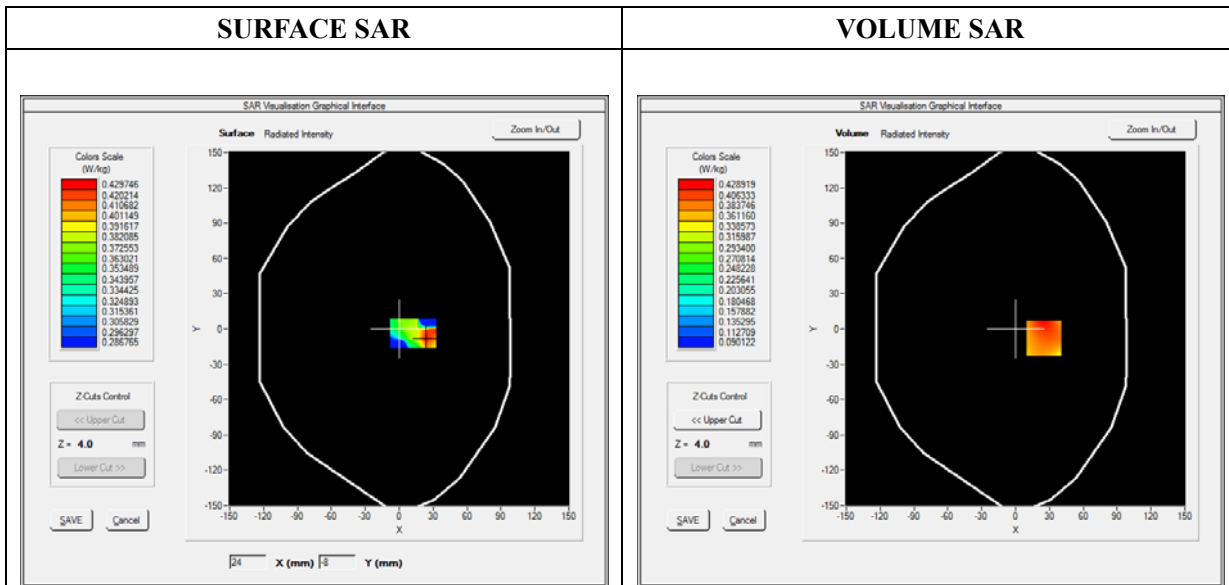 SURFACE SAR
VOLUME SAR
SAR Visualisation Graphical Interface
Surface Radiated Intensity
Zoom In/Out
Colors Scale
(W/kg)
0.429746
0.420214
0.410682
0.401149
0.391617
0.382085
0.372553
0.363021
0.353489
0.343957
0.334425
0.324893
0.315361
0.305829
0.296297
0.286765
Z-Cuts Control
<< Upper Cut
Z = 4.0 mm
Lower Cut >>
SAVE Cancel
150
120
90
60
30
0
-30
-60
-90
-120
-150
Y
-150 -120 -90 -60 -30 0 30 60 90 120 150
X
24 X (mm) -8 Y (mm)
SAR Visualisation Graphical Interface
Volume Radiated Intensity
Zoom In/Out
Colors Scale
(W/kg)
0.428919
0.406333
0.383746
0.361160
0.338573
0.315987
0.293400
0.270814
0.248228
0.225641
0.203055
0.180468
0.157882
0.135295
0.112709
0.090122
Z-Cuts Control
<< Upper Cut
Z = 4.0 mm
Lower Cut >>
SAVE Cancel
150
120
90
60
30
0
-30
-60
-90
-120
-150
Y
-150 -120 -90 -60 -30 0 30 60 90 120 150
X